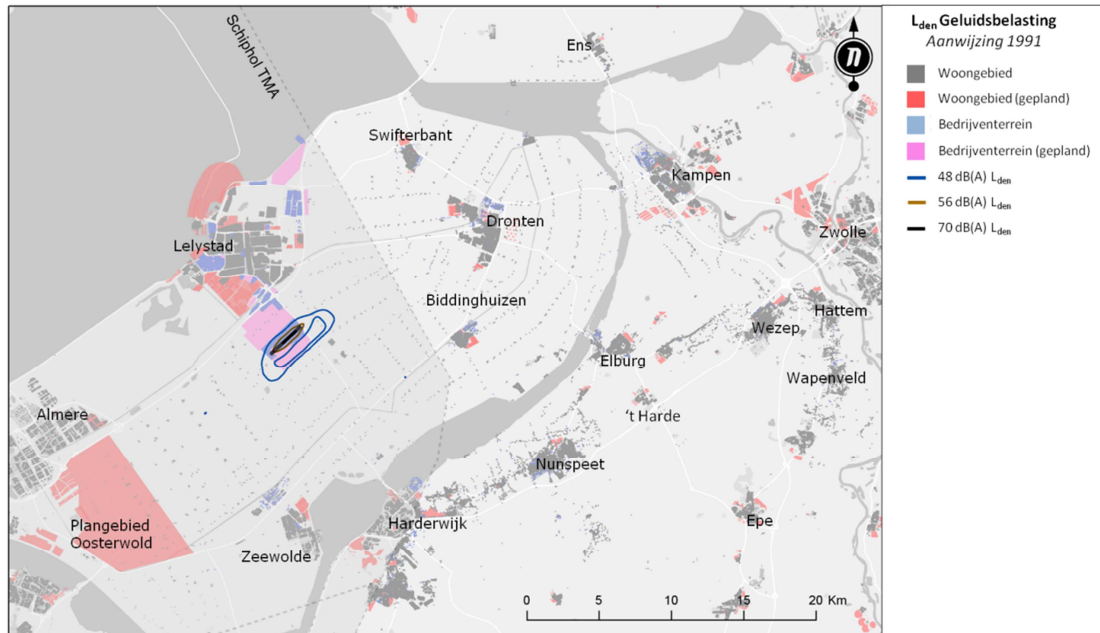 Schiphol TMA
Ens
Swifterbant
Kampen
Dronten
Zwolle
Lelystad
Biddinghuizen
Hattem
Wezep
Elburg
Wapenveld
Almere
't Harde
Nunspeet
Plangebied
Oosterwold
Harderwijk
Epe
Zeewolde
0 5 10 15 20 Km
N
Lden Geluidsbelasting
Aanwijzing 1991
Woongebied
Woongebied (gepland)
Bedrijventerrein
Bedrijventerrein (gepland)
48 dB(A) Lden
56 dB(A) Lden
70 dB(A) Lden